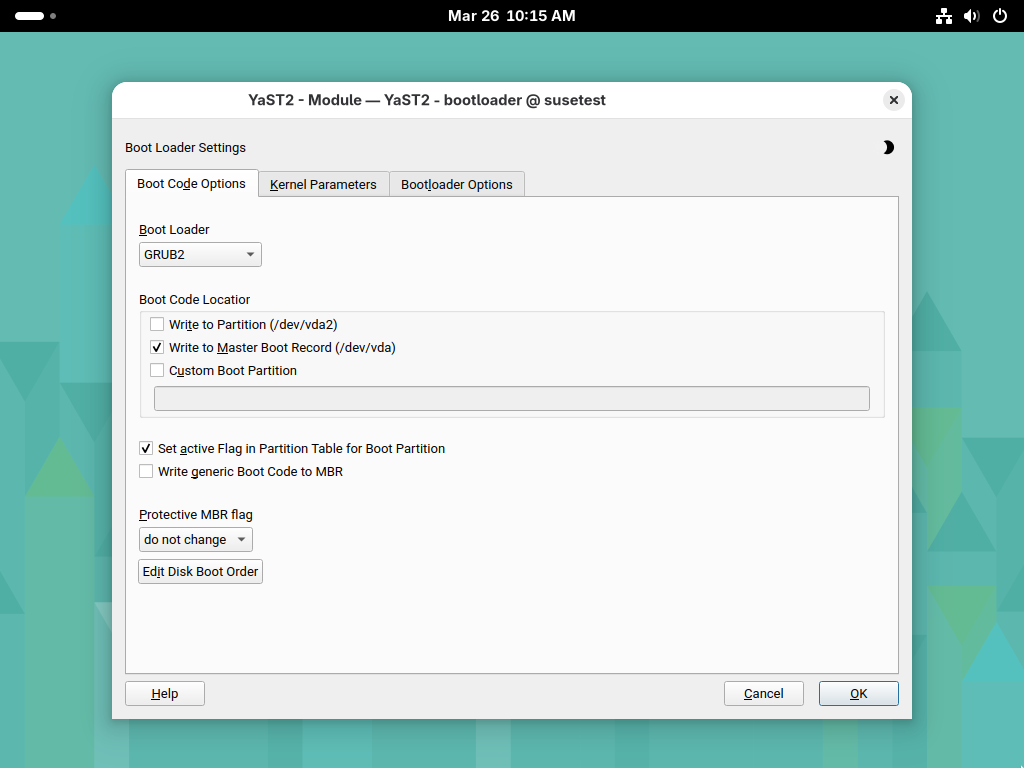 Mar 26 10:15 AM
YaST2 - Module — YaST2 - bootloader @ susetest
Boot Loader Settings
Boot Code Options
Kernel Parameters
Bootloader Options
Boot Loader
GRUB2
Boot Code Location
Write to Partition (/dev/vda2)
Write to Master Boot Record (/dev/vda)
Custom Boot Partition
Set active Flag in Partition Table for Boot Partition
Write generic Boot Code to MBR
Protective MBR flag
do not change
Edit Disk Boot Order
Help
Cancel
OK